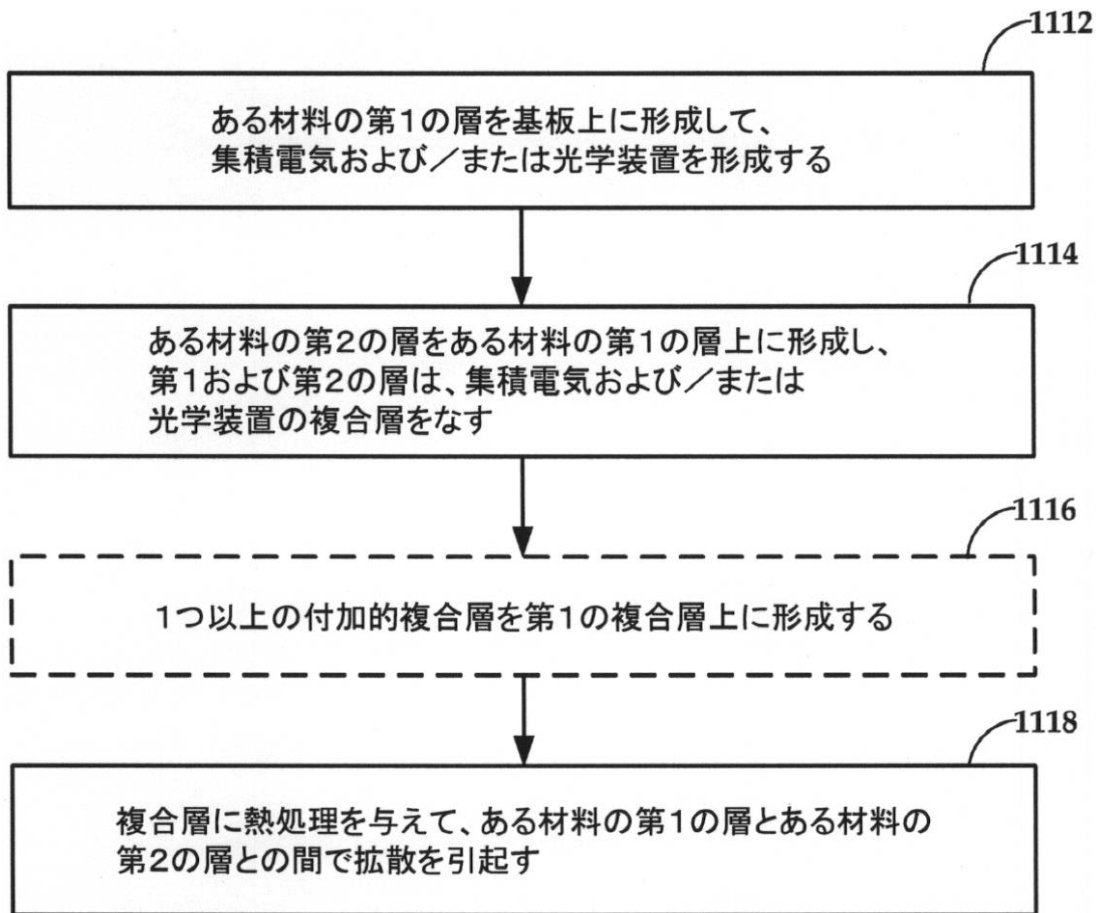 1112
ある材料の第1の層を基板上に形成して、
集積電気および／または光学装置を形成する
1114
ある材料の第2の層をある材料の第1の層上に形成し、
第1および第2の層は、集積電気および／または
光学装置の複合層をなす
1116
1つ以上の付加的複合層を第1の複合層上に形成する
1118
複合層に熱処理を与えて、ある材料の第1の層とある材料の
第2の層との間で拡散を引起す